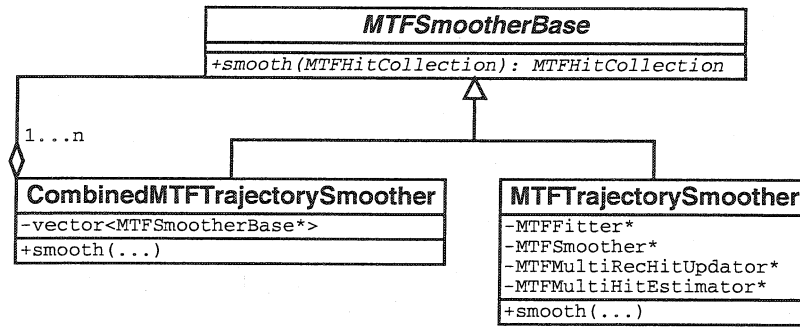 MTFSmootherBase
+smooth(MTFHitCollection): MTFHitCollection
1...n
CombinedMTFTrajectorySmoother
-vector<MTFSmootherBase*>
+smooth(...)
MTFTrajectorySmoother
-MTFFitter*
-MTFSmoother*
-MTFMultiRecHitUpdator*
-MTFMultiHitEstimator*
+smooth(...)